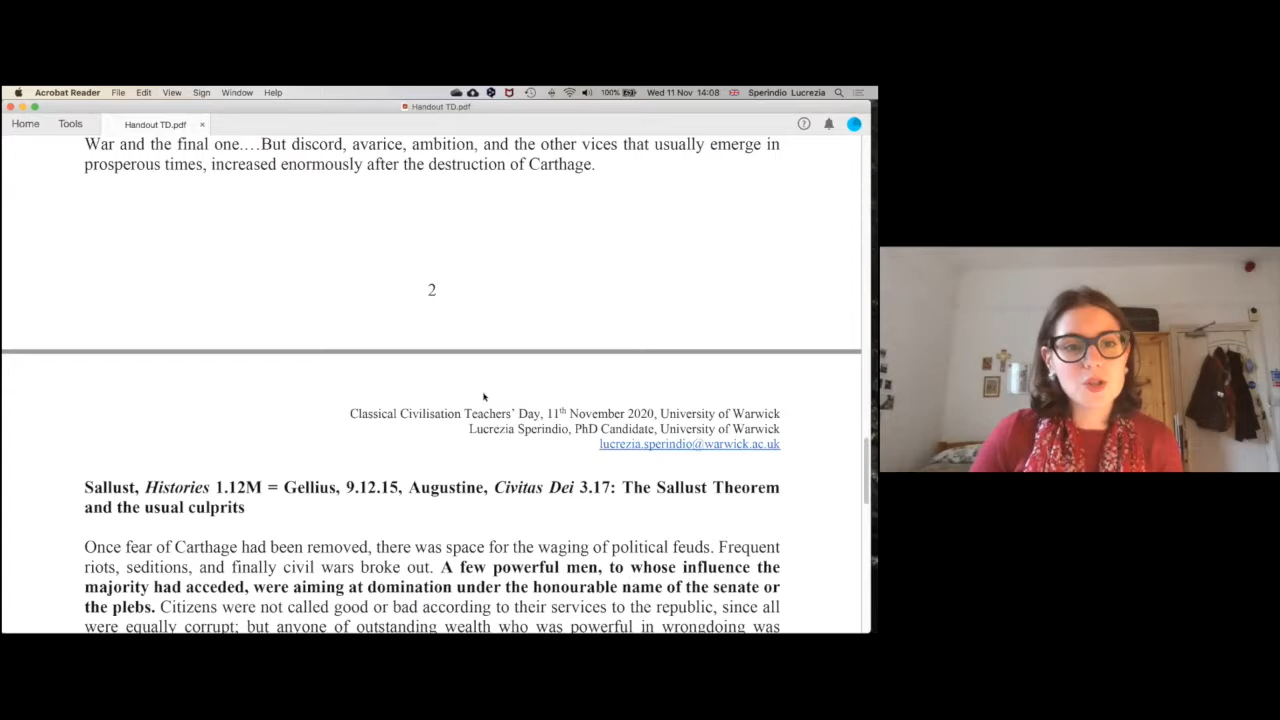 Acrobat Reader File Edit View Sign Window Help 100% Wed 11 Nov 14:08 Sperindio Lucrezia
Handout TD.pdf
Home Tools Handout TD.pdf ×
War and the final one….But discord, avarice, ambition, and the other vices that usually emerge in
prosperous times, increased enormously after the destruction of Carthage.
2
Classical Civilisation Teachers’ Day, 11th November 2020, University of Warwick
Lucrezia Sperindio, PhD Candidate, University of Warwick
lucrezia.sperindio@warwick.ac.uk
Sallust, Histories 1.12M = Gellius, 9.12.15, Augustine, Civitas Dei 3.17: The Sallust Theorem
and the usual culprits
Once fear of Carthage had been removed, there was space for the waging of political feuds. Frequent
riots, seditions, and finally civil wars broke out. A few powerful men, to whose influence the
majority had acceded, were aiming at domination under the honourable name of the senate or
the plebs. Citizens were not called good or bad according to their services to the republic, since all
were equally corrupt; but anyone of outstanding wealth who was powerful in wrongdoing was